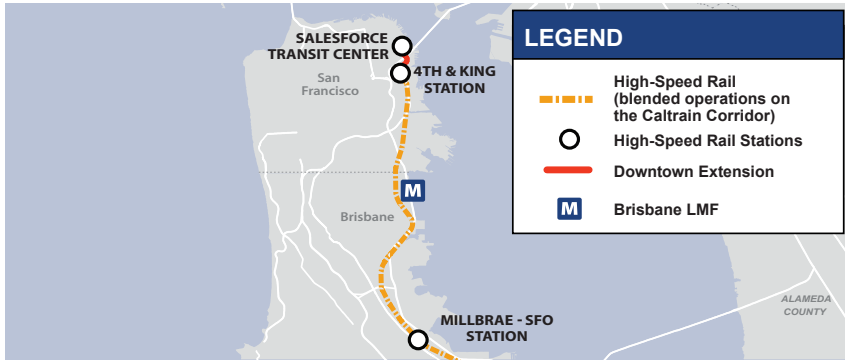 SALESFORCE
TRANSIT CENTER
4TH & KING
STATION
San
Francisco
M
Brisbane
MILLBRAE - SFO
STATION
ALAMEDA
COUNTY
LEGEND
High-Speed Rail
(blended operations on
the Caltrain Corridor)
High-Speed Rail Stations
Downtown Extension
M
Brisbane LMF